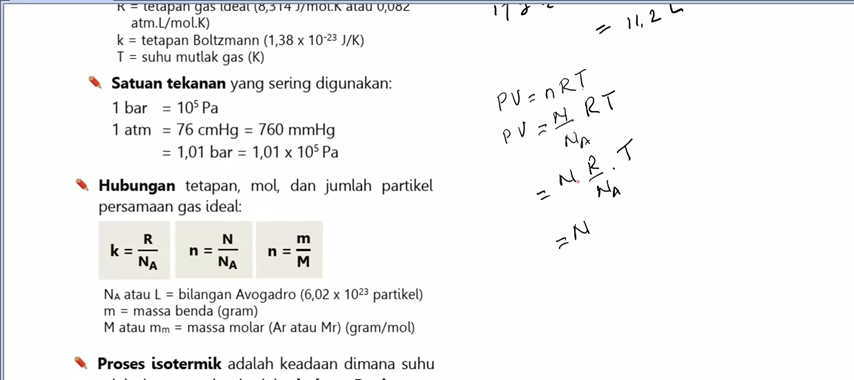 R = tetapan gas ideal (8,314 J/mol.K atau 0,082
atm.L/mol.K)
k = tetapan Boltzmann (1,38 x 10⁻²³ J/K)
T = suhu mutlak gas (K)
Satuan tekanan yang sering digunakan:
1 bar = 10⁵ Pa
1 atm = 76 cmHg = 760 mmHg
= 1,01 bar = 1,01 x 10⁵ Pa
Hubungan tetapan, mol, dan jumlah partikel
persamaan gas ideal:
k = R/N_A n = N/N_A n = m/M
N_A atau L = bilangan Avogadro (6,02 x 10²³ partikel)
m = massa benda (gram)
M atau m_m = massa molar (Ar atau Mr) (gram/mol)
Proses isotermik adalah keadaan dimana suhu
= 11,2 L
PV = nRT
PV = N/N_A RT
= N R/N_A . T
= N